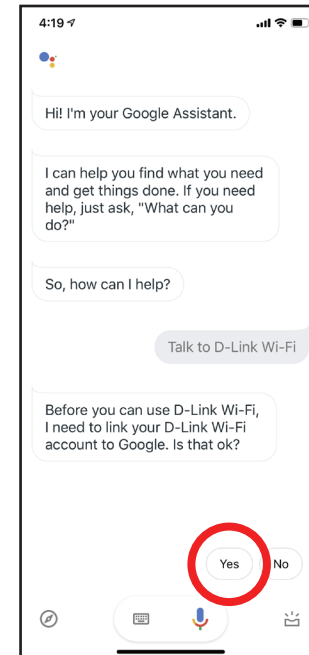 4:19
Hi! I'm your Google Assistant.
I can help you find what you need
and get things done. If you need
help, just ask, "What can you
do?"
So, how can I help?
Talk to D-Link Wi-Fi
Before you can use D-Link Wi-Fi,
I need to link your D-Link Wi-Fi
account to Google. Is that ok?
Yes No